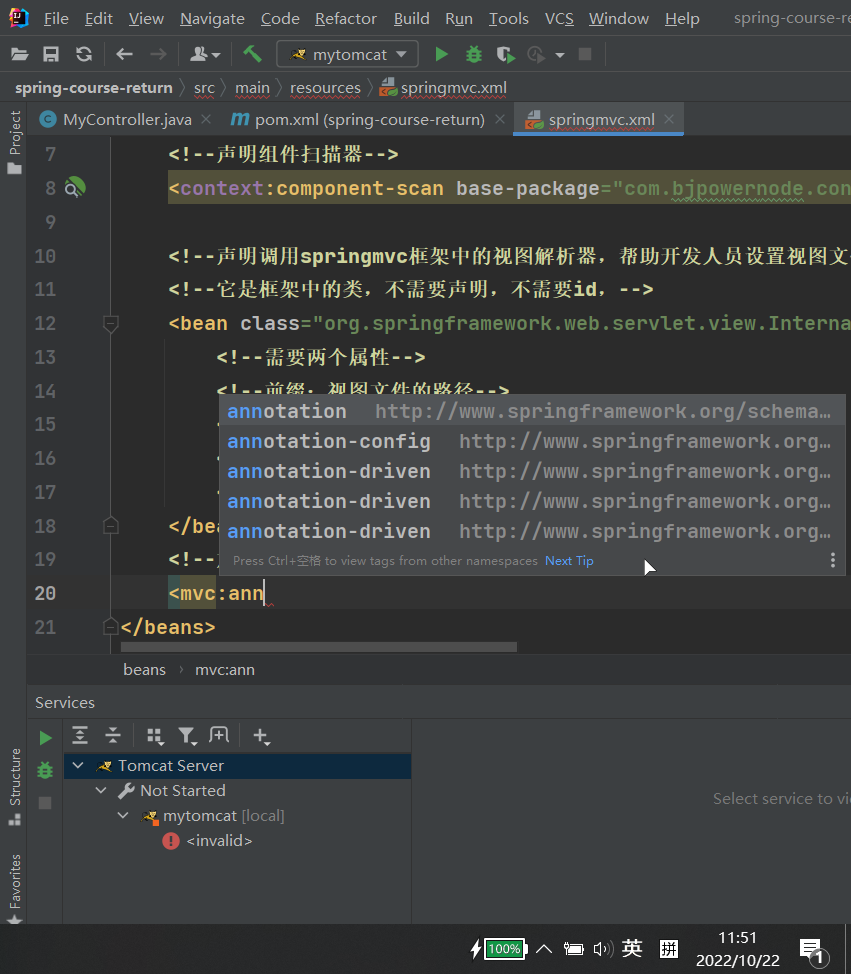 File Edit View Navigate Code Refactor Build Run Tools VCS Window Help spring-course-re
mytomcat
spring-course-return src main resources springmvc.xml
MyController.java pom.xml (spring-course-return) springmvc.xml
Project
7 <!--声明组件扫描器-->
8 <context:component-scan base-package="com.bjpowernode.con
9
10 <!--声明调用springmvc框架中的视图解析器，帮助开发人员设置视图文
11 <!--它是框架中的类，不需要声明，不需要id，-->
12 <bean class="org.springframework.web.servlet.view.Interna
13 <!--需要两个属性-->
14 <!--前缀：视图文件的路径-->
15
16
17
annotation http://www.springframework.org/schema…
annotation-config http://www.springframework.org…
annotation-driven http://www.springframework.org…
annotation-driven http://www.springframework.org…
annotation-driven http://www.springframework.org…
Press Ctrl+空格 to view tags from other namespaces Next Tip
18 </bea
19 <!--
20 <mvc:ann
21 </beans>
beans › mvc:ann
Services
Tomcat Server
Not Started
mytomcat [local]
<invalid>
Select service to vi
Structure
Favorites
100% 英 拼 11:51
2022/10/22
1